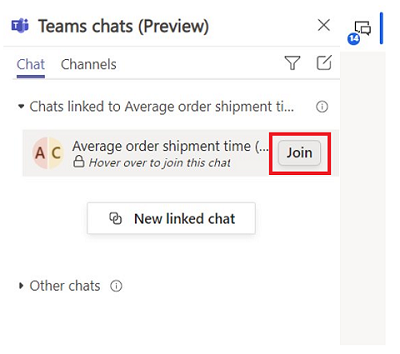 Teams chats (Preview)
14
Chat Channels
Chats linked to Average order shipment ti...
A C
Average order shipment time (...
Hover over to join this chat
Join
New linked chat
Other chats